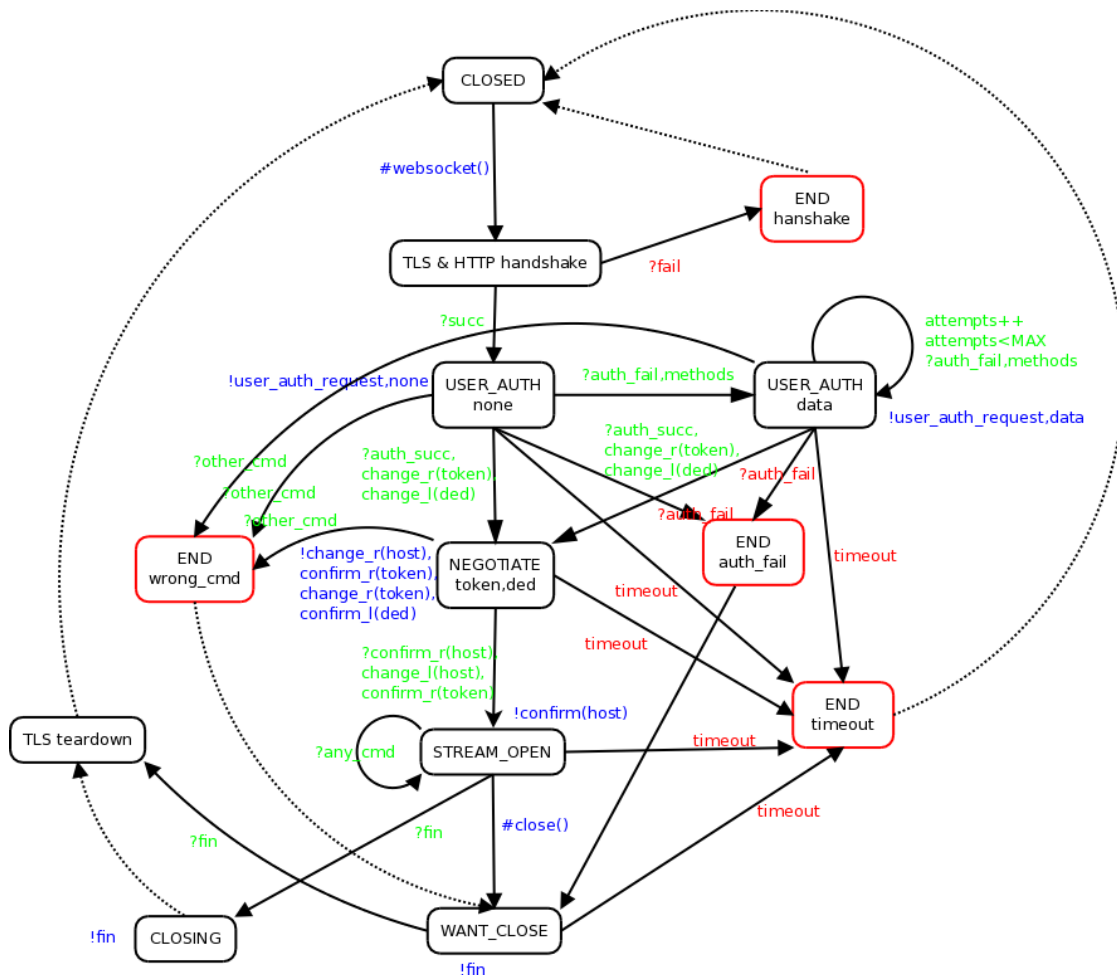 CLOSED
#websocket()
END
hanshake
TLS & HTTP handshake
?fail
?succ
attempts++
attempts<MAX
?auth_fail,methods
!user_auth_request,none
USER_AUTH
none
?auth_fail,methods
USER_AUTH
data
!user_auth_request,data
?other_cmd
?auth_succ,
change_r(token),
change_l(ded)
?auth_succ,
change_r(token),
change_l(ded)
?auth_fail
?other_cmd
?other_cmd
?auth_fail
END
wrong_cmd
!change_r(host),
confirm_r(token),
change_r(token),
confirm_l(ded)
NEGOTIATE
token,ded
END
auth_fail
timeout
timeout
timeout
?confirm_r(host),
change_l(host),
confirm_r(token)
END
timeout
!confirm(host)
TLS teardown
?any_cmd
STREAM_OPEN
timeout
?fin
?fin
#close()
timeout
!fin
CLOSING
WANT_CLOSE
!fin